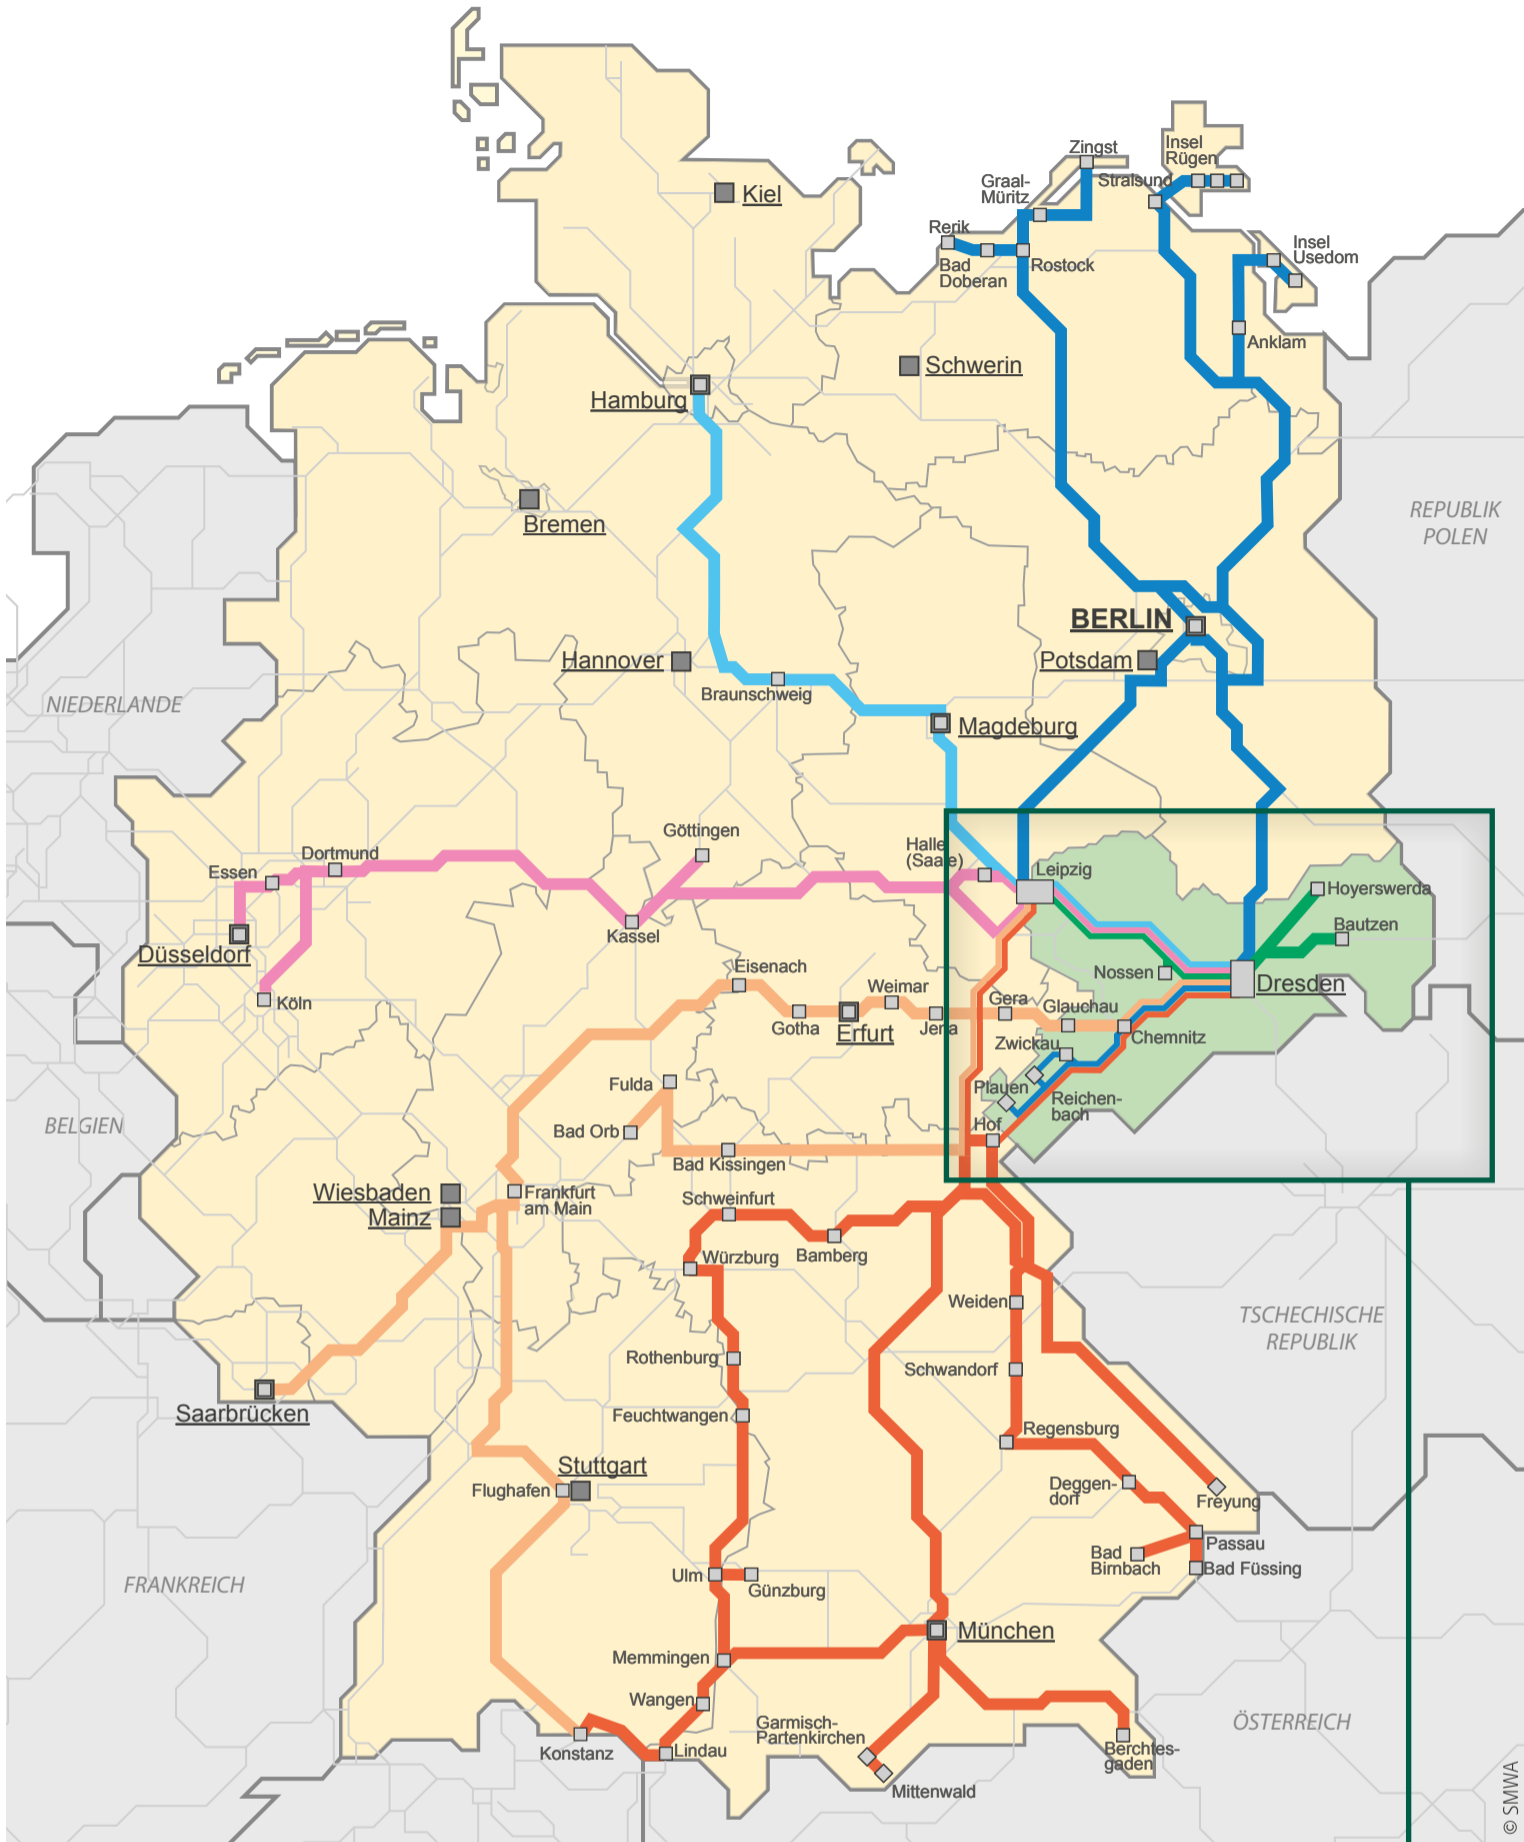 Zingst
Insel
Rügen
Graal-
Müritz
Stralsund
Kiel
Rerik
Bad
Doberan
Rostock
Insel
Usedom
Anklam
Schwerin
Hamburg
Bremen
REPUBLIK
POLEN
BERLIN
Hannover
Potsdam
Braunschweig
NIEDERLANDE
Magdeburg
Göttingen
Halle
(Saale)
Dortmund
Essen
Leipzig
Hoyerswerda
Bautzen
Kassel
Düsseldorf
Nossen
Dresden
Eisenach
Weimar
Köln
Gotha
Erfurt
Jena
Gera
Glauchau
Chemnitz
Zwickau
Fulda
Plauen
Reichen-
bach
BELGIEN
Bad Orb
Hof
Bad Kissingen
Wiesbaden
Mainz
Frankfurt
am Main
Schweinfurt
Bamberg
Würzburg
Weiden
TSCHECHISCHE
REPUBLIK
Rothenburg
Schwandorf
Saarbrücken
Feuchtwangen
Regensburg
Stuttgart
Flughafen
Deggen-
dorf
Freyung
Passau
Bad
Birnbach
Bad Füssing
FRANKREICH
Ulm
Günzburg
München
Memmingen
Wangen
Garmisch-
Partenkirchen
ÖSTERREICH
Konstanz
Lindau
Berchtes-
gaden
Mittenwald
© SMWA